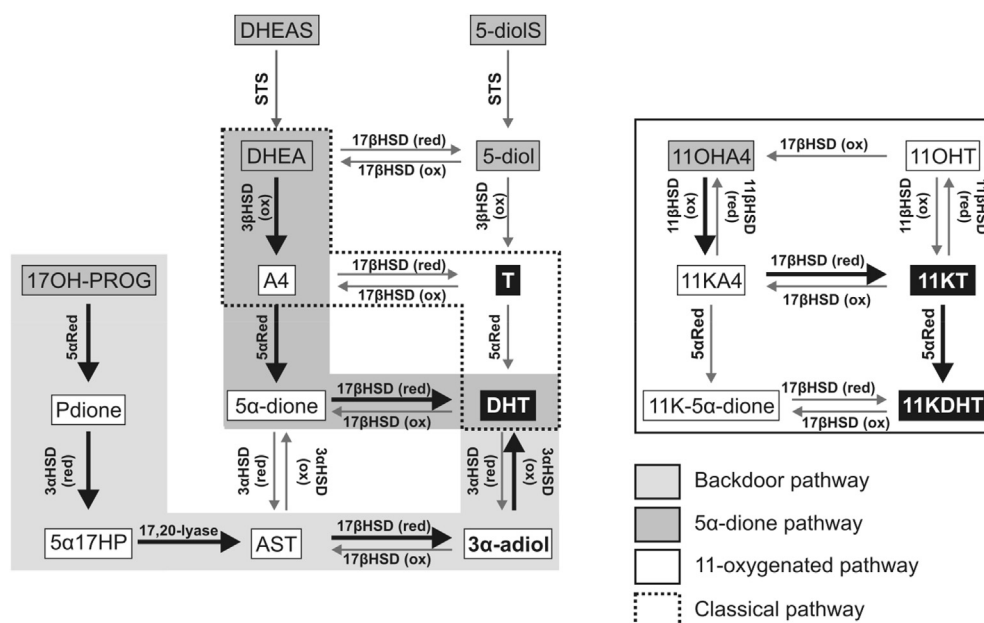 DHEAS
5-diolS
STS
STS
DHEA
17βHSD (red)
17βHSD (ox)
5-diol
3βHSD
(ox)
3βHSD
(ox)
17OH-PROG
A4
17βHSD (red)
17βHSD (ox)
T
5αRed
5αRed
5αRed
Pdione
5α-dione
17βHSD (red)
17βHSD (ox)
DHT
3αHSD
(red)
3αHSD
(red)
3αHSD
(ox)
3αHSD
(red)
3αHSD
(ox)
5α17HP
17,20-lyase
AST
17βHSD (red)
17βHSD (ox)
3α-adiol
11OHA4
17βHSD (ox)
11OHT
11βHSD
(ox)
11βHSD
(red)
11βHSD
(ox)
11βHSD
(red)
11KA4
17βHSD (red)
17βHSD (ox)
11KT
5αRed
5αRed
11K-5α-dione
17βHSD (red)
17βHSD (ox)
11KDHT
Backdoor pathway
5α-dione pathway
11-oxygenated pathway
Classical pathway